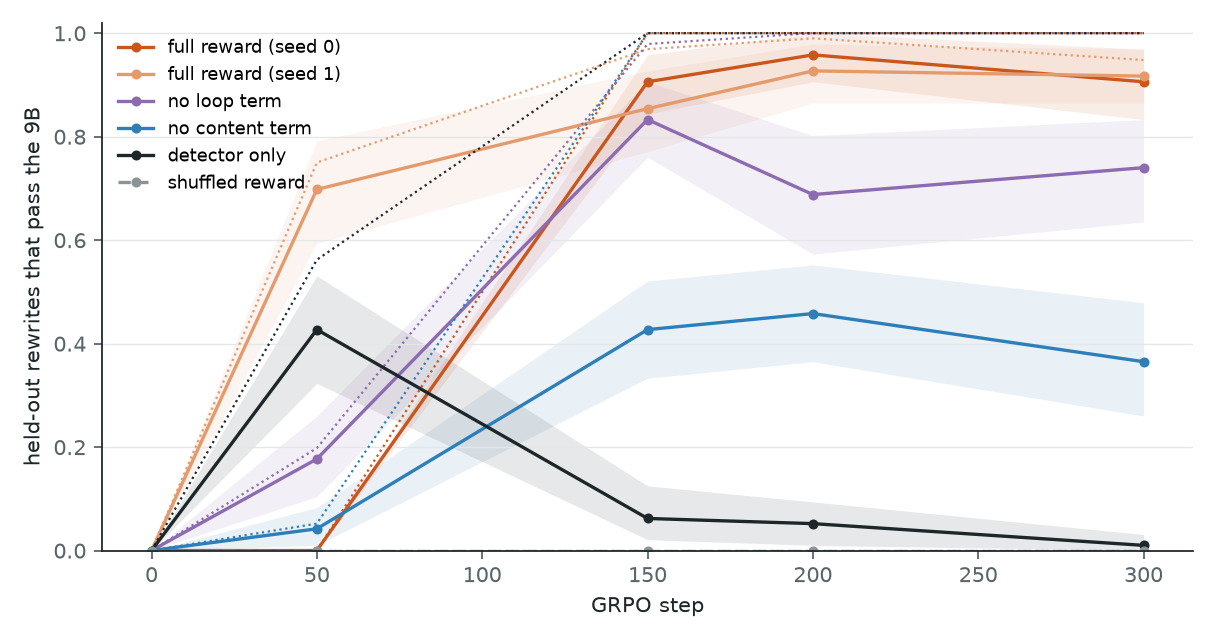 1.0
0.8
0.6
0.4
0.2
0.0
held-out rewrites that pass the 9B
full reward (seed 0)
full reward (seed 1)
no loop term
no content term
detector only
shuffled reward
0 50 100 150 200 250 300
GRPO step